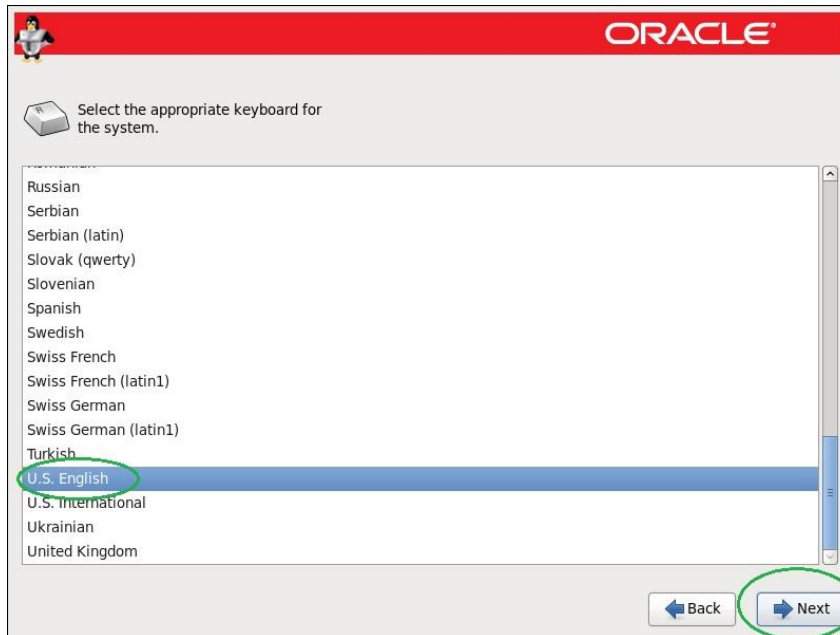 ORACLE®
Select the appropriate keyboard for
the system.
Russian
Serbian
Serbian (latin)
Slovak (qwerty)
Slovenian
Spanish
Swedish
Swiss French
Swiss French (latin1)
Swiss German
Swiss German (latin1)
Turkish
U.S. English
U.S. International
Ukrainian
United Kingdom
Back
Next